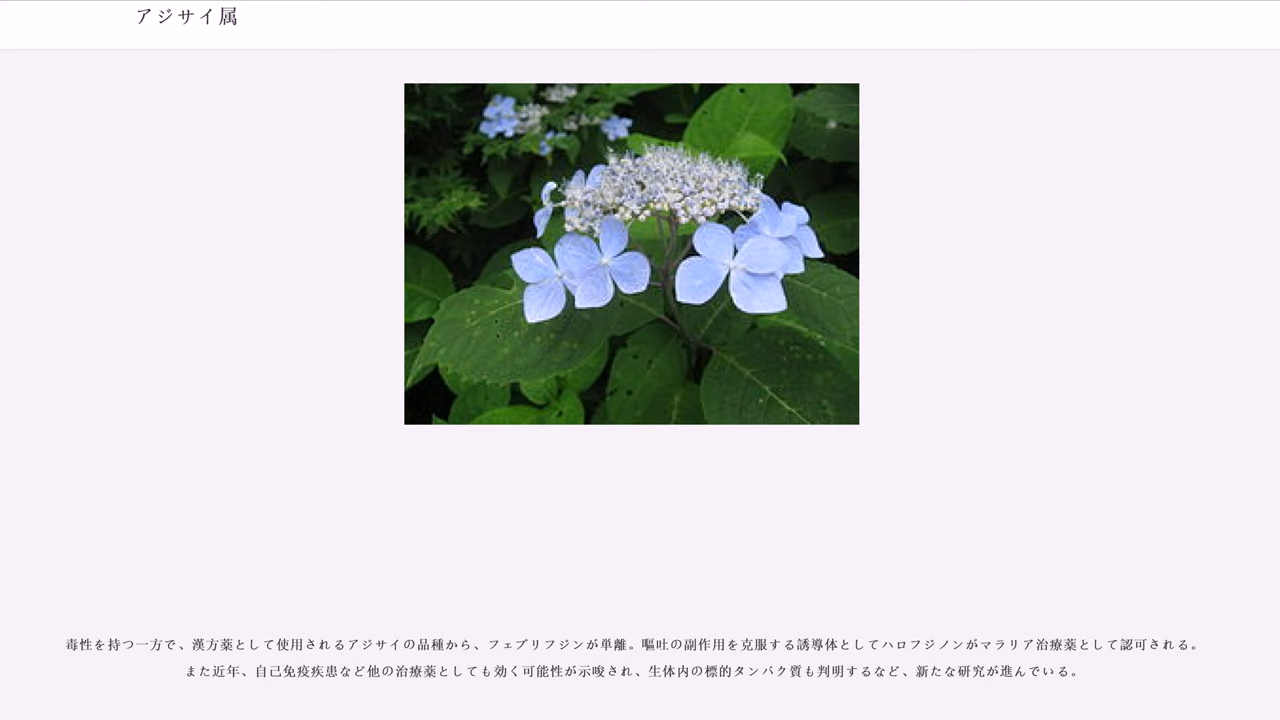 アジサイ属
毒性を持つ一方で、漢方薬として使用されるアジサイの品種から、フェブリフジンが単離。嘔吐の副作用を克服する誘導体としてハロフジノンがマラリア治療薬として認可される。
また近年、自己免疫疾患など他の治療薬としても効く可能性が示唆され、生体内の標的タンパク質も判明するなど、新たな研究が進んでいる。